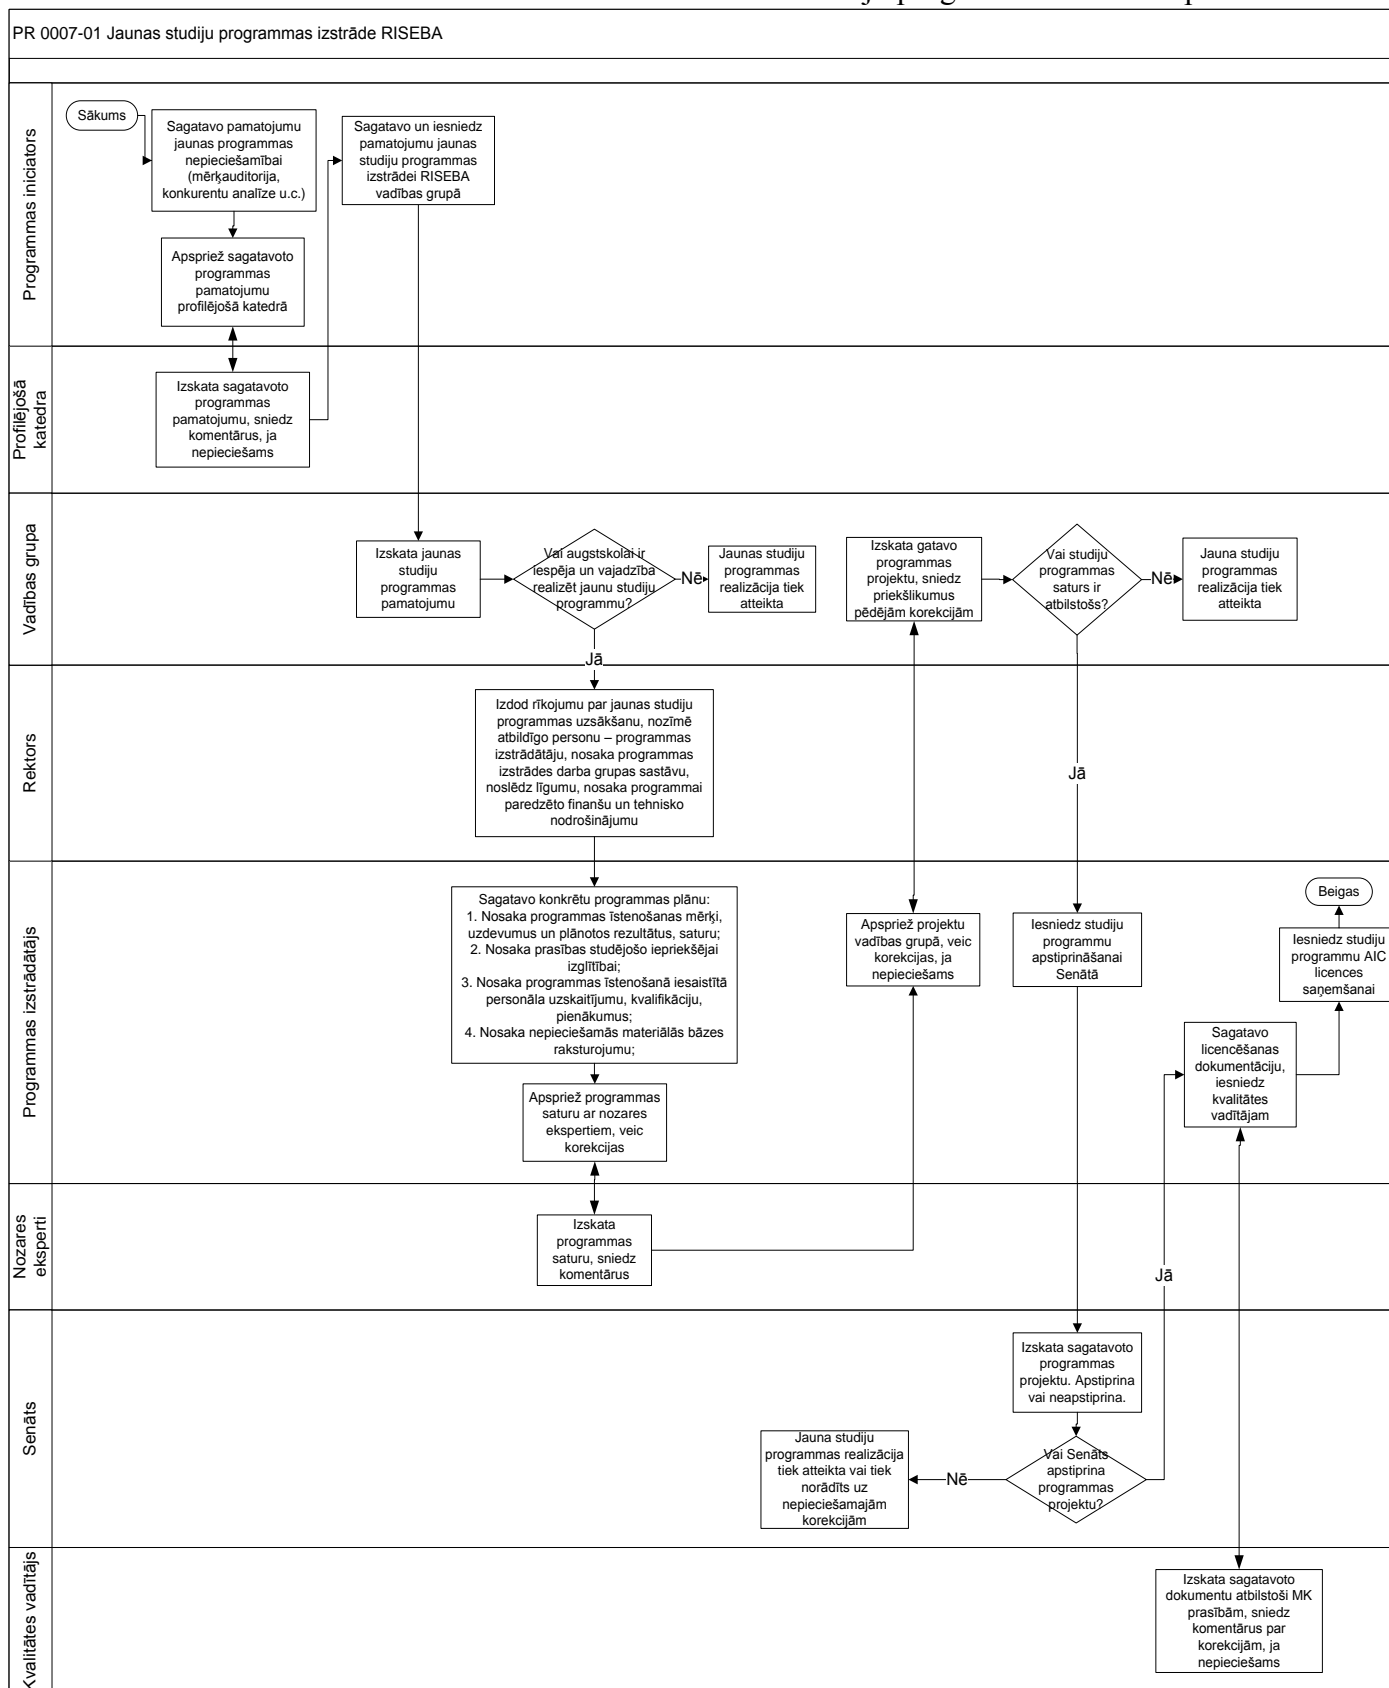 PR 0007-01 Jaunas studiju programmas izstrāde RISEBA
Programmas iniciators
Sākums
Sagatavo pamatojumu
jaunas programmas
nepieciešamībai
(mērķauditorija,
konkurentu analīze u.c.)
Sagatavo un iesniedz
pamatojumu jaunas
studiju programmas
izstrādei RISEBA
vadības grupā
Apspriež sagatavoto
programmas
pamatojumu
profilējošā katedrā
Profilējošā
katedra
Izskata sagatavoto
programmas
pamatojumu, sniedz
komentārus, ja
nepieciešams
Vadības grupa
Izskata jaunas
studiju
programmas
pamatojumu
Vai augstskolai ir
iespēja un vajadzība
realizēt jaunu studiju
programmu?
Nē
Jaunas studiju
programmas
realizācija tiek
atteikta
Izskata gatavo
programmas
projektu, sniedz
priekšlikumus
pēdējām korekcijām
Vai studiju
programmas
saturs ir
atbilstošs?
Nē
Jauna studiju
programmas
realizācija tiek
atteikta
Jā
Rektors
Izdod rīkojumu par jaunas studiju
programmas uzsākšanu, nozīmē
atbildīgo personu – programmas
izstrādātāju, nosaka programmas
izstrādes darba grupas sastāvu,
noslēdz līgumu, nosaka programmai
paredzēto finanšu un tehnisko
nodrošinājumu
Jā
Programmas izstrādātājs
Sagatavo konkrētu programmas plānu:
1. Nosaka programmas īstenošanas mērķi,
uzdevumus un plānotos rezultātus, saturu;
2. Nosaka prasības studējošo iepriekšējai
izglītībai;
3. Nosaka programmas īstenošanā iesaistītā
personāla uzskaitījumu, kvalifikāciju,
pienākumus;
4. Nosaka nepieciešamās materiālās bāzes
raksturojumu;
Apspriež programmas
saturu ar nozares
ekspertiem, veic
korekcijas
Apspriež projektu
vadības grupā, veic
korekcijas, ja
nepieciešams
Iesniedz studiju
programmu
apstiprināšanai
Senātā
Beigas
Iesniedz studiju
programmu AIC
licences
saņemšanai
Sagatavo
licencēšanas
dokumentāciju,
iesniedz
kvalitātes
vadītājam
Nozares
eksperti
Izskata
programmas
saturu, sniedz
komentārus
Jā
Senāts
Izskata sagatavoto
programmas
projektu. Apstiprina
vai neapstiprina.
Vai Senāts
apstiprina
programmas
projektu?
Nē
Jauna studiju
programmas realizācija
tiek atteikta vai tiek
norādīts uz
nepieciešamajām
korekcijām
Kvalitātes vadītājs
Izskata sagatavoto
dokumentu atbilstoši MK
prasībām, sniedz
komentārus par
korekcijām, ja
nepieciešams